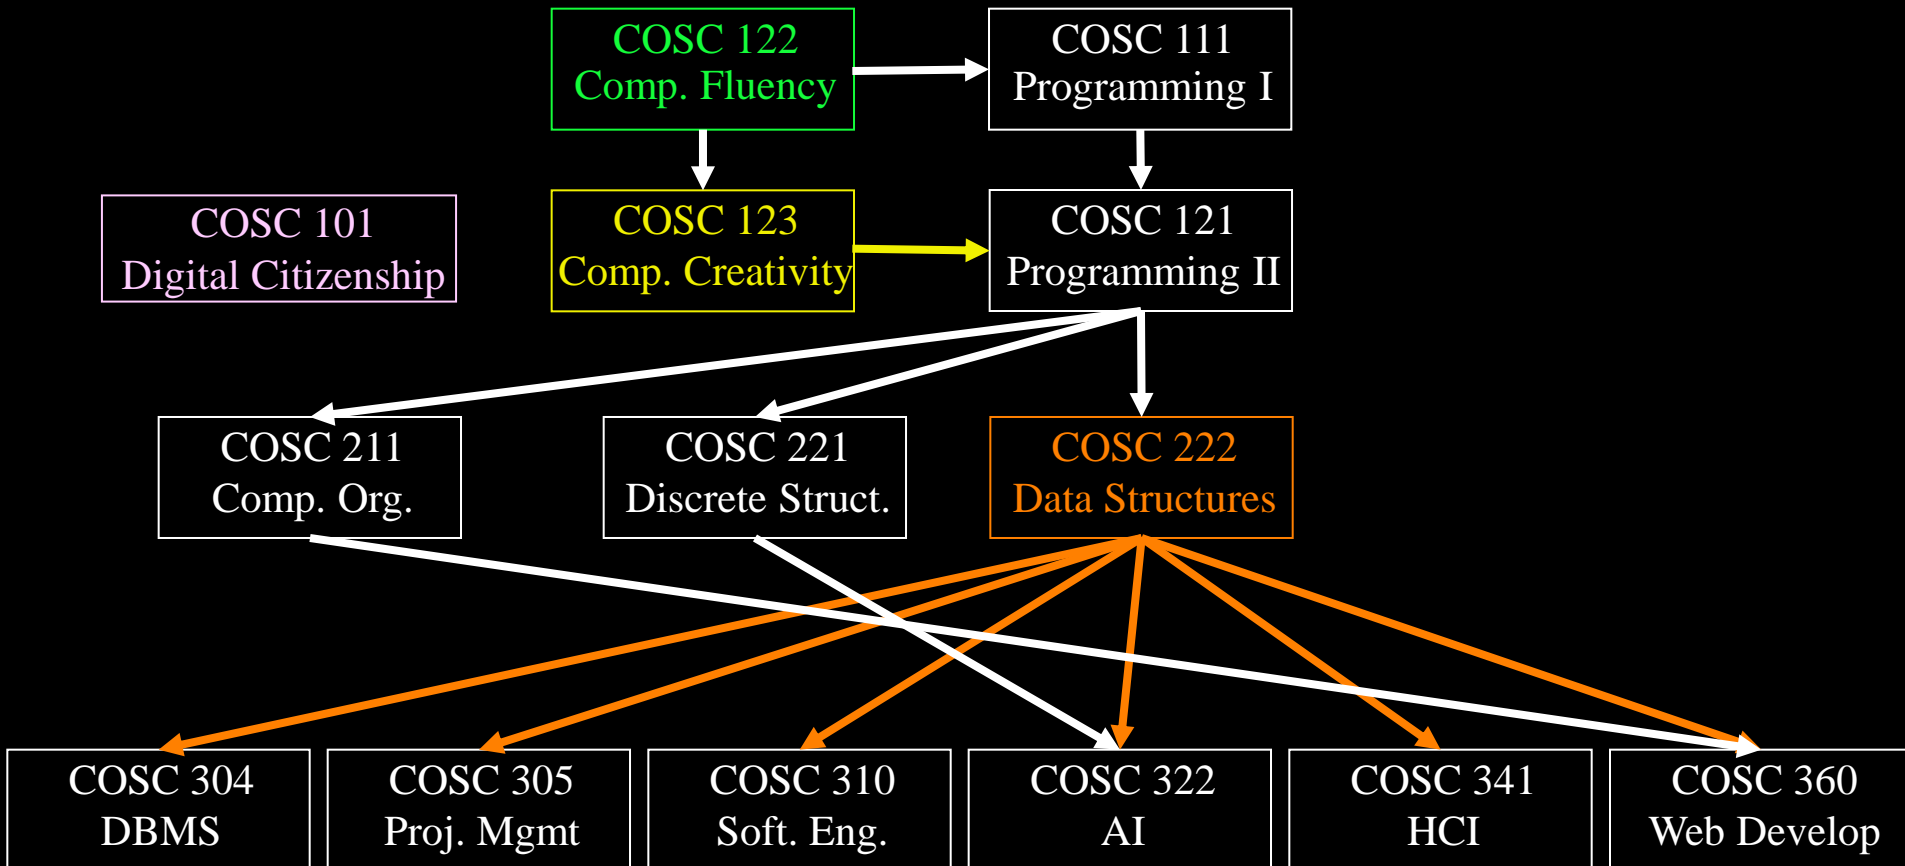 COSC 122
Comp. Fluency
COSC 111
Programming I
COSC 101
Digital Citizenship
COSC 123
Comp. Creativity
COSC 121
Programming II
COSC 211
Comp. Org.
COSC 221
Discrete Struct.
COSC 222
Data Structures
COSC 304
DBMS
COSC 305
Proj. Mgmt
COSC 310
Soft. Eng.
COSC 322
AI
COSC 341
HCI
COSC 360
Web Develop